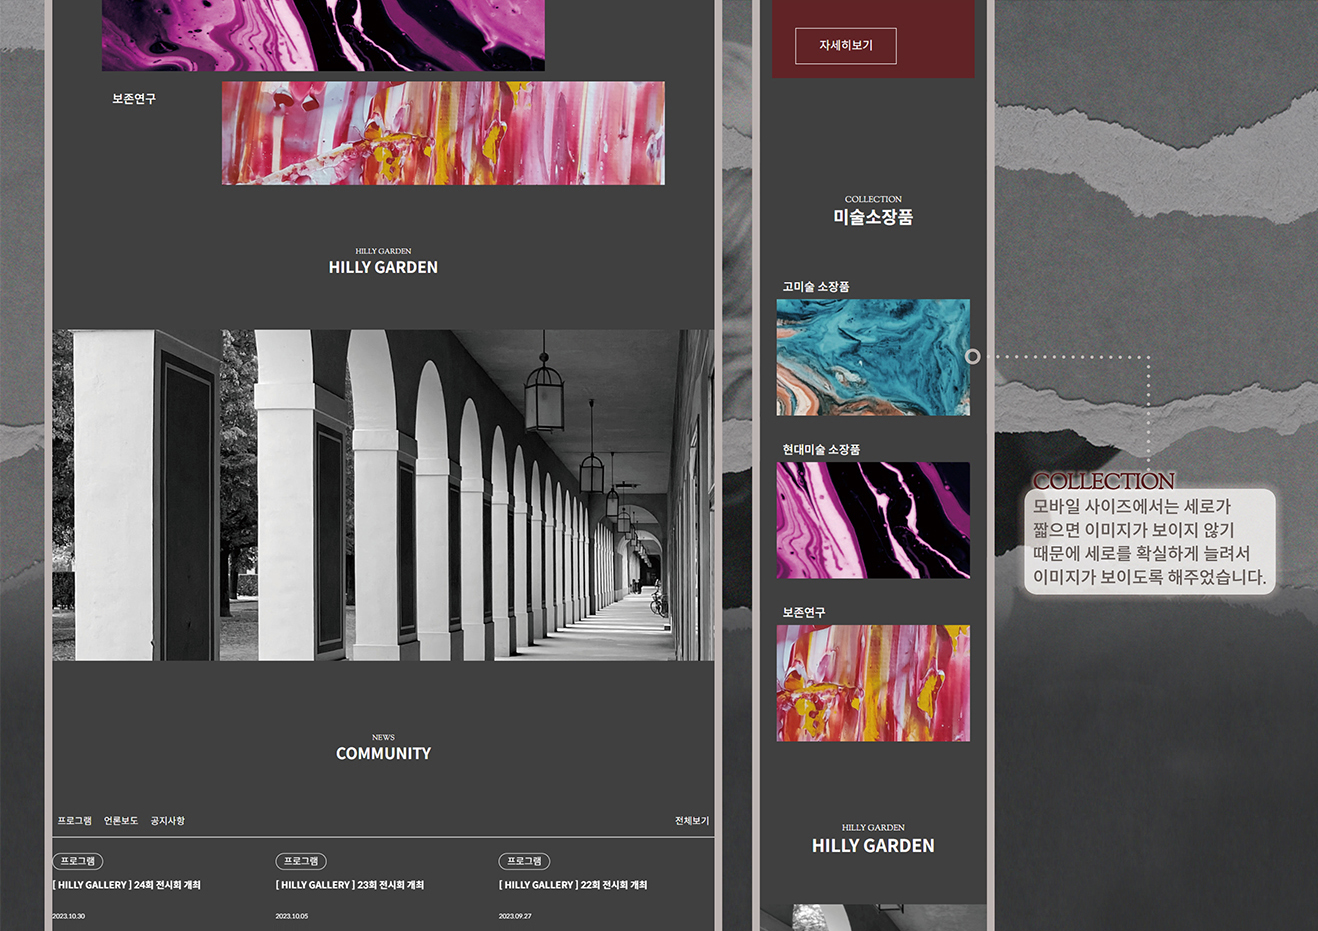 보존연구
HILLY GARDEN
HILLY GARDEN
NEWS
COMMUNITY
프로그램 언론보도 공지사항 전체보기
프로그램 프로그램 프로그램
[ HILLY GALLERY ] 24회 전시회 개최 [ HILLY GALLERY ] 23회 전시회 개최 [ HILLY GALLERY ] 22회 전시회 개최
2023.10.30 2023.10.05 2023.09.27
자세히보기
COLLECTION
미술소장품
고미술 소장품
현대미술 소장품
보존연구
HILLY GARDEN
HILLY GARDEN
COLLECTION
모바일 사이즈에서는 세로가
짧으면 이미지가 보이지 않기
때문에 세로를 확실하게 늘려서
이미지가 보이도록 해주었습니다.